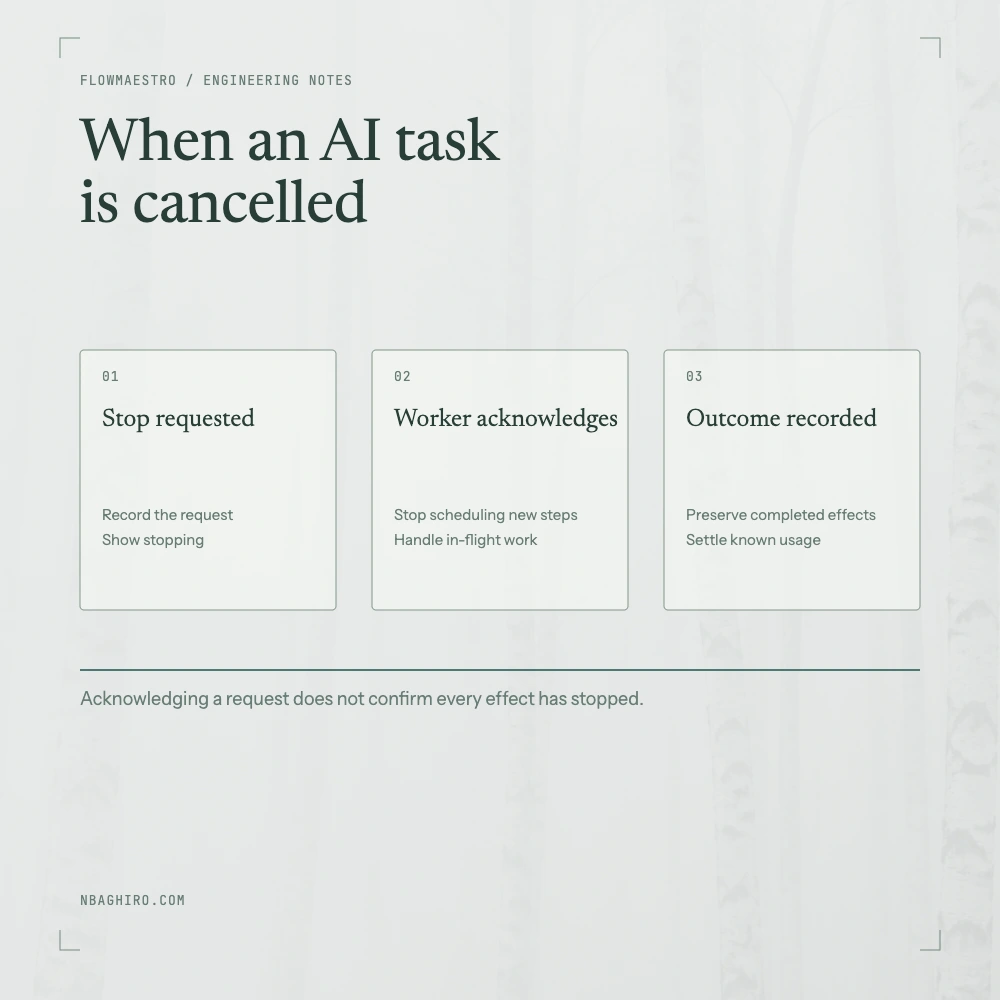 FLOWMAESTRO / ENGINEERING NOTES
When an AI task
is cancelled
01
Stop requested
Record the request
Show stopping
02
Worker acknowledges
Stop scheduling new steps
Handle in-flight work
03
Outcome recorded
Preserve completed effects
Settle known usage
Acknowledging a request does not confirm every effect has stopped.
NBAGHIRO.COM